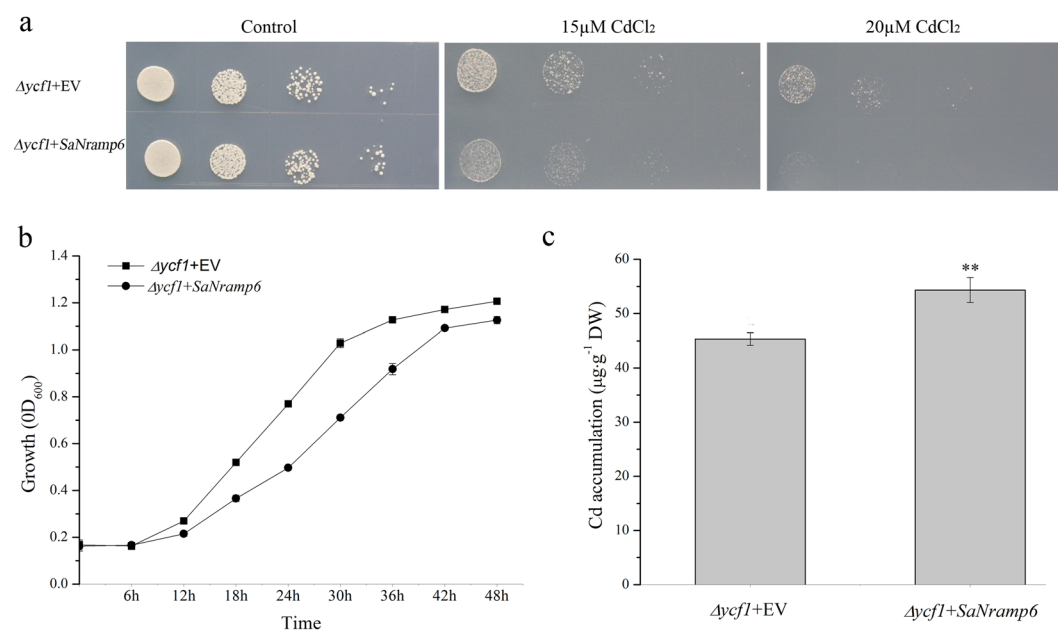 a
Control
15μM CdCl2
20μM CdCl2
Δycf1+EV
Δycf1+SaNramp6
b
Growth (0D600)
1.4
1.2
1.0
0.8
0.6
0.4
0.2
0.0
Δycf1+EV
Δycf1+SaNramp6
6h 12h 18h 24h 30h 36h 42h 48h
Time
c
Cd accumulation (μg·g-1 DW)
60
50
40
30
20
10
0
**
Δycf1+EV
Δycf1+SaNramp6